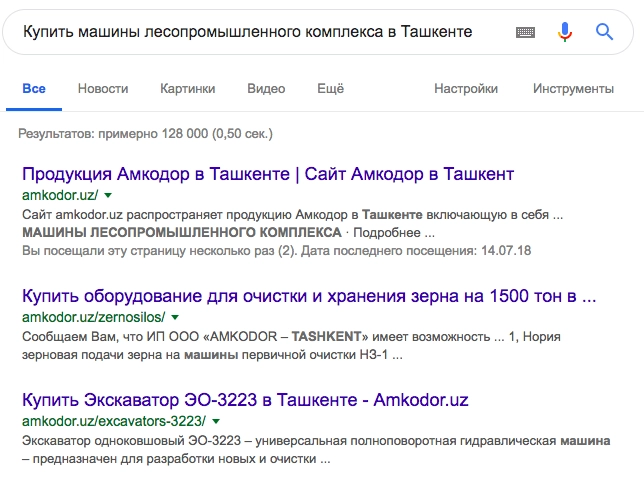 Купить машины лесопромышленного комплекса в Ташкенте
Все Новости Картинки Видео Ещё Настройки Инструменты
Результатов: примерно 128 000 (0,50 сек.)
Продукция Амкодор в Ташкенте | Сайт Амкодор в Ташкент
amkodor.uz/
Сайт amkodor.uz распространяет продукцию Амкодор в Ташкенте включающую в себя ...
МАШИНЫ ЛЕСОПРОМЫШЛЕННОГО КОМПЛЕКСА · Подробнее ...
Вы посещали эту страницу несколько раз (2). Дата последнего посещения: 14.07.18
Купить оборудование для очистки и хранения зерна на 1500 тон в ...
amkodor.uz/zernosilos/
Сообщаем Вам, что ИП ООО «AMKODOR – TASHKENT» имеет возможность ... 1, Нория
зерновая подачи зерна на машины первичной очистки НЗ-1 ...
Купить Экскаватор ЭО-3223 в Ташкенте - Amkodor.uz
amkodor.uz/excavators-3223/
Экскаватор одноковшовый ЭО-3223 – универсальная полноповоротная гидравлическая машина
– предназначен для разработки новых и очистки ...